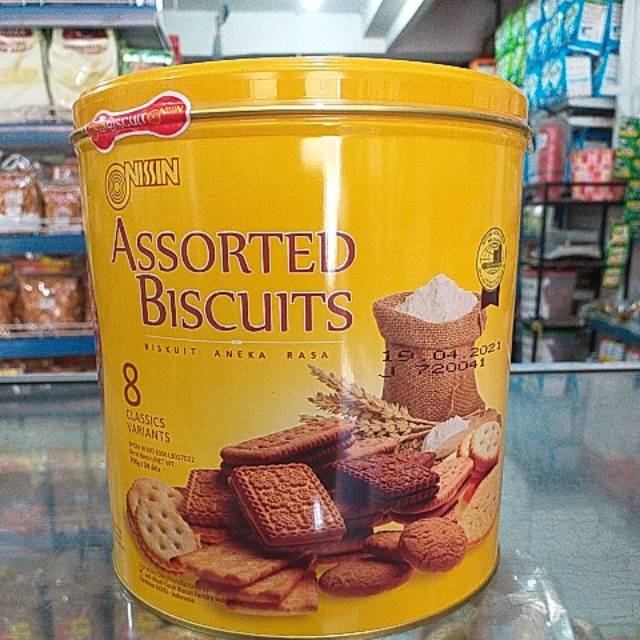 NISSIN
ASSORTED
BISCUITS
BISKUIT ANEKA RASA
19.04.2021
J 720041
8
CLASSICS
VARIANTS